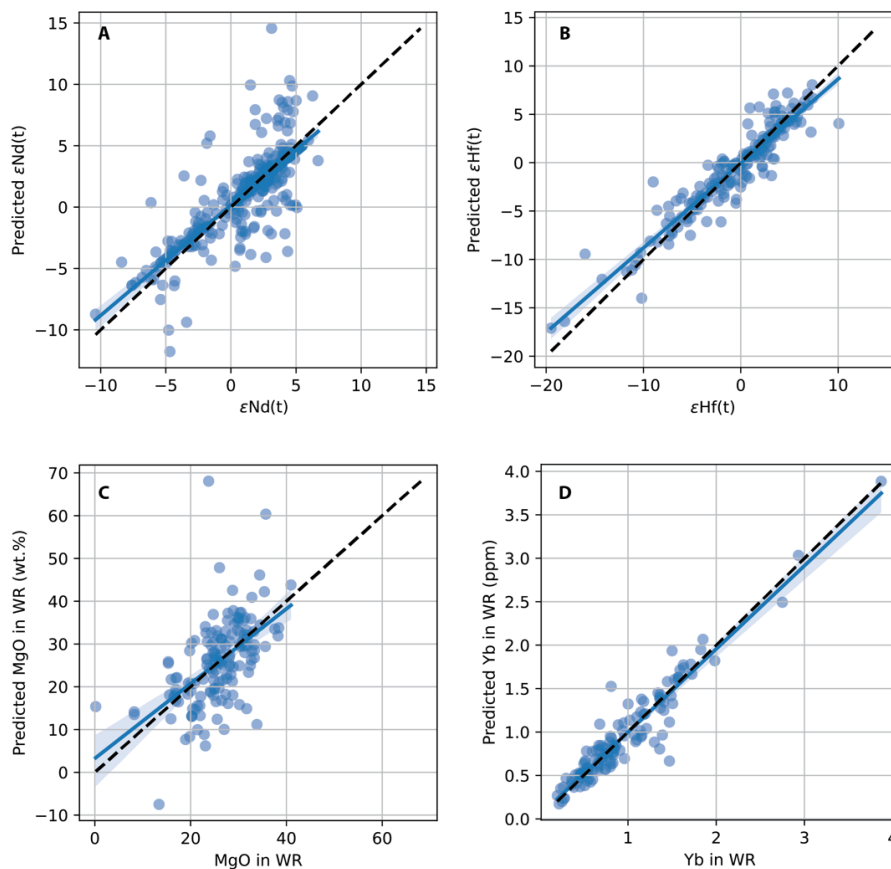 A
15
10
5
0
−5
−10
Predicted εNd(t)
−10 −5 0 5 10 15
εNd(t)
B
15
10
5
0
−5
−10
−15
−20
Predicted εHf(t)
−20 −10 0 10
εHf(t)
C
70
60
50
40
30
20
10
0
−10
Predicted MgO in WR (wt.%)
0 20 40 60
MgO in WR
D
4.0
3.5
3.0
2.5
2.0
1.5
1.0
0.5
0.0
Predicted Yb in WR (ppm)
1 2 3 4
Yb in WR